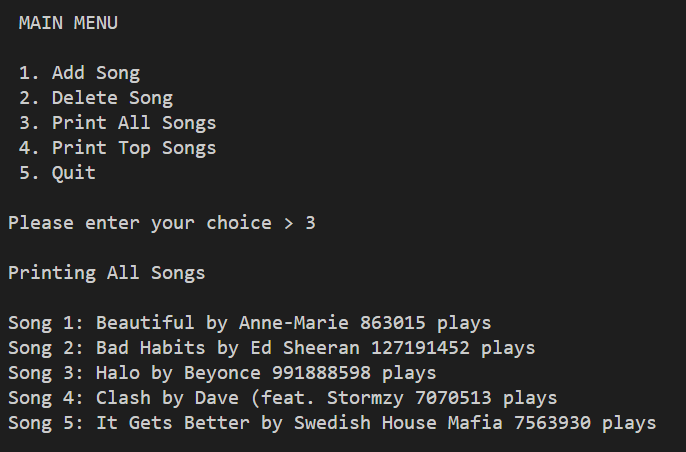 MAIN MENU
1. Add Song
2. Delete Song
3. Print All Songs
4. Print Top Songs
5. Quit
Please enter your choice > 3
Printing All Songs
Song 1: Beautiful by Anne-Marie 863015 plays
Song 2: Bad Habits by Ed Sheeran 127191452 plays
Song 3: Halo by Beyonce 991888598 plays
Song 4: Clash by Dave (feat. Stormzy 7070513 plays
Song 5: It Gets Better by Swedish House Mafia 7563930 plays